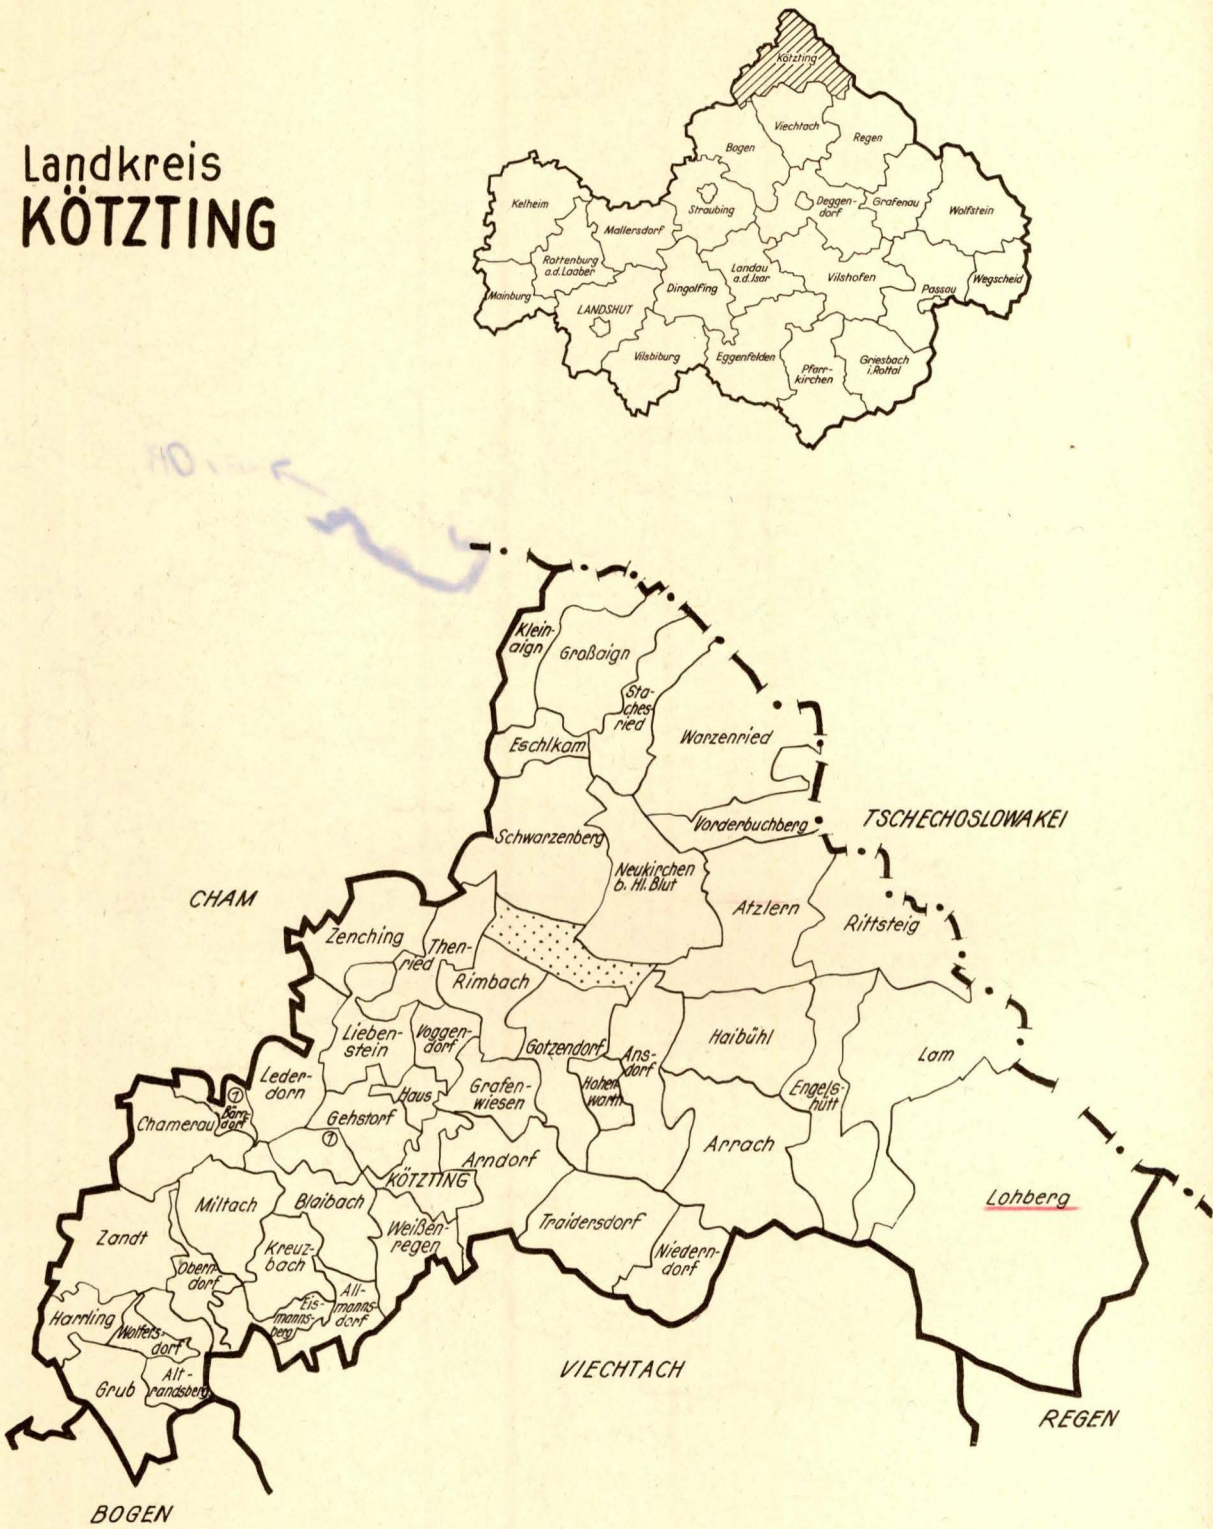 Landkreis
KÖTZTING
Kötzting
Viechtach
Regen
Bogen
Kelheim
Straubing
Deggen-
dorf
Grafenau
Wolfstein
Mallersdorf
Rottenburg
a.d.Laaber
Landau
a.d.Isar
Vilshofen
Wegscheid
Mainburg
Dingolfing
Passau
LANDSHUT
Vilsbiburg
Eggenfelden
Pfarr-
kirchen
Griesbach
i.Rottal
Klein-
aign
Großaign
Sta-
ches-
ried
Warzenried
Eschlkam
TSCHECHOSLOWAKEI
Vorderbuchberg
Schwarzenberg
Neukirchen
b. Hl. Blut
CHAM
Atzlern
Rittsteig
Zenching
Then-
ried
Rimbach
Lieben-
stein
Voggen-
dorf
Gotzendorf
Ans-
dorf
Haibühl
Lam
Leder-
dorn
Haus
Grafen-
wiesen
Hohen-
warth
Engels-
hütt
Chamerau
1
Bärn-
dorf
Gehstorf
1
Arrach
Arndorf
KÖTZTING
Miltach
Blaibach
Lohberg
Zandt
Weißen-
regen
Traidersdorf
Kreuz-
bach
Niedern-
dorf
Obern-
dorf
All-
manns-
dorf
Eis-
manns-
berg
Harrling
Wolfers-
dorf
Grub
Alt-
randsberg
VIECHTACH
REGEN
BOGEN